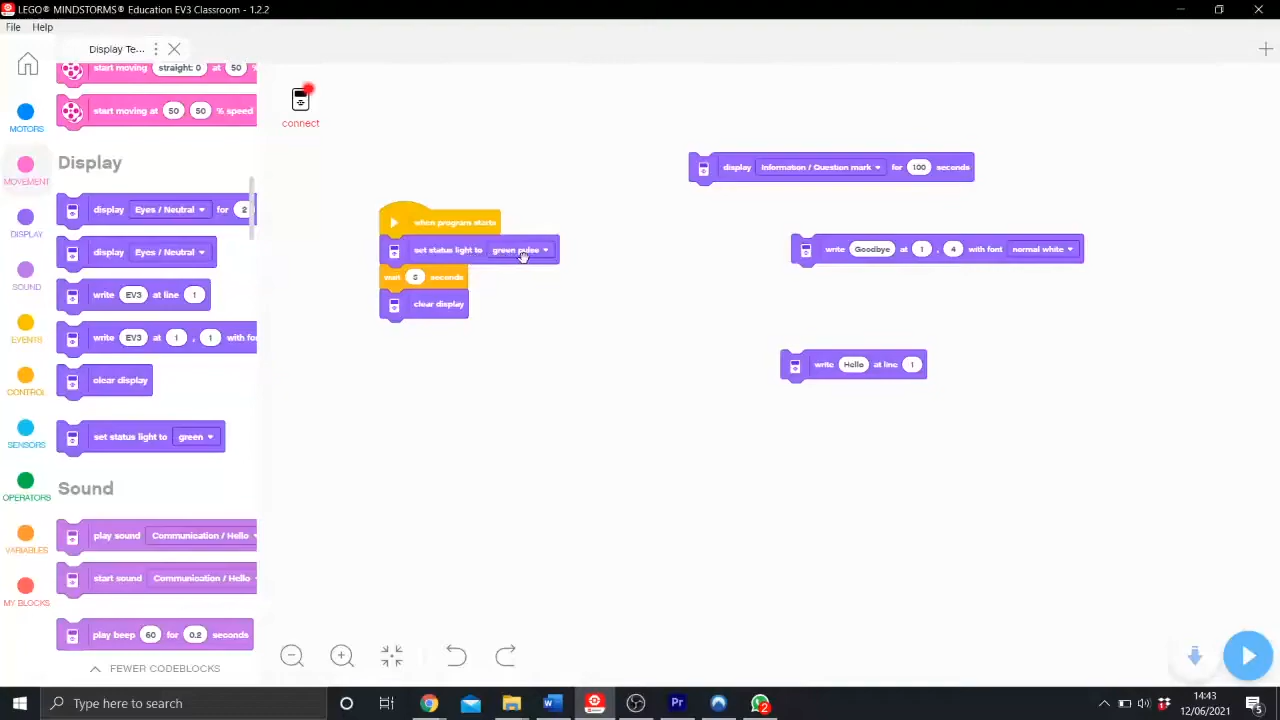 LEGO® MINDSTORMS® Education EV3 Classroom - 1.2.2
File Help
Display Te...
MOTORS
MOVEMENT
DISPLAY
SOUND
EVENTS
CONTROL
SENSORS
OPERATORS
VARIABLES
MY BLOCKS
start moving straight: 0 at 50 %
start moving at 50 50 % speed
Display
display Eyes / Neutral for 2
display Eyes / Neutral
write EV3 at line 1
write EV3 at 1 , 1 with fo
clear display
set status light to green
Sound
play sound Communication / Hello
start sound Communication / Hello
play beep 60 for 0.2 seconds
FEWER CODEBLOCKS
connect
when program starts
set status light to green pulse
wait 5 seconds
clear display
display Information / Question mark for 100 seconds
write Goodbye at 1 , 4 with font normal white
write Hello at line 1
Type here to search
2
14:43
12/06/2021
5